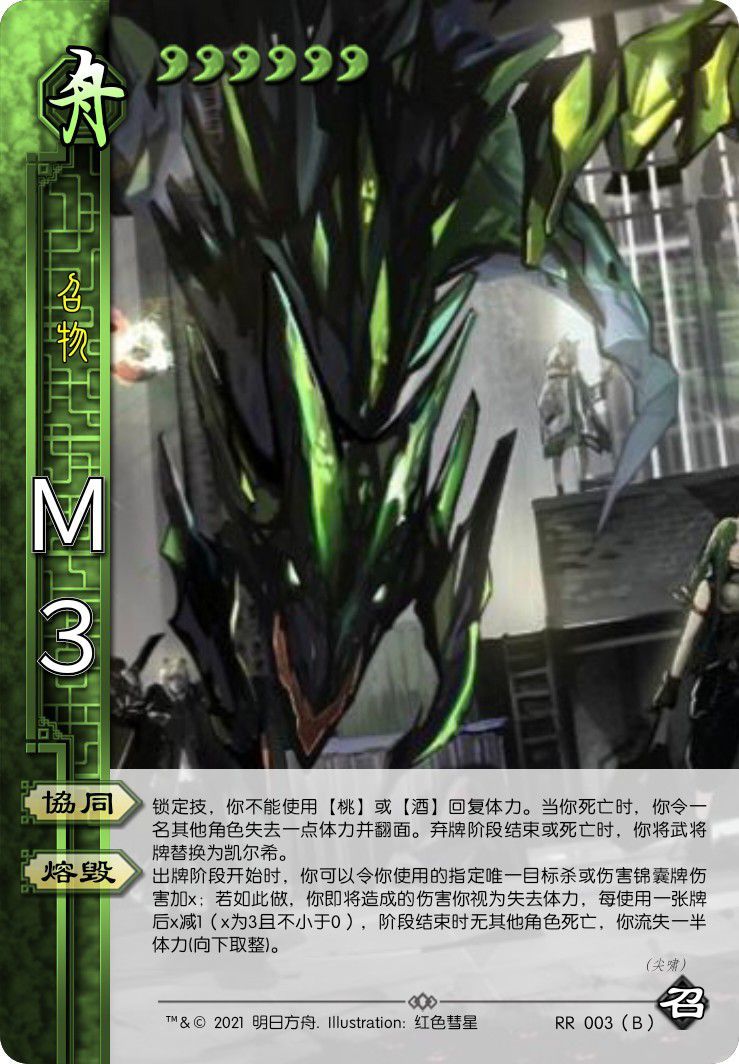 舟
召物
M
3
協同
锁定技，你不能使用【桃】或【酒】回复体力。当你死亡时，你令一
名其他角色失去一点体力并翻面。弃牌阶段结束或死亡时，你将武将
牌替换为凯尔希。
熔毁
出牌阶段开始时，你可以令你使用的指定唯一目标杀或伤害锦囊牌伤
害加x；若如此做，你即将造成的伤害你视为失去体力，每使用一张牌
后x减1（x为3且不小于0），阶段结束时无其他角色死亡，你流失一半
体力(向下取整)。
（尖啸）
召
™&© 2021 明日方舟. Illustration: 红色彗星
RR 003（B）